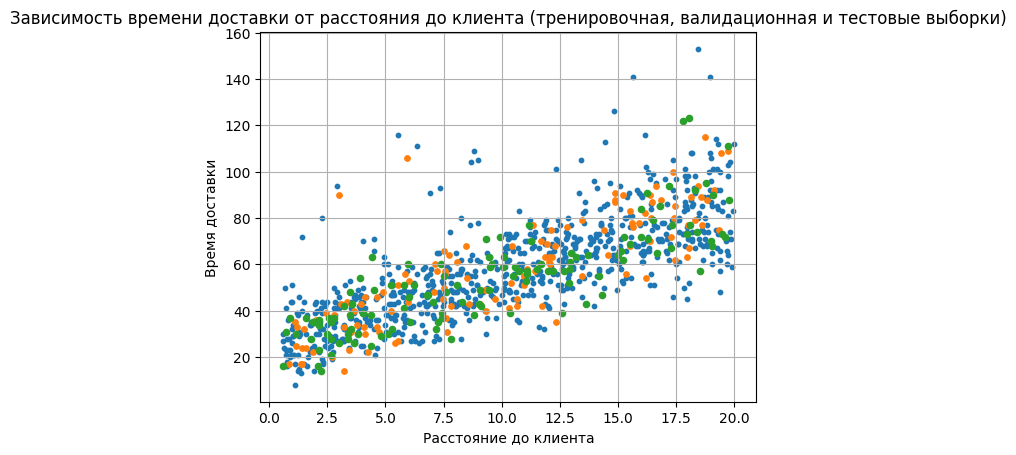 Зависимость времени доставки от расстояния до клиента (тренировочная, валидационная и тестовые выборки)
160
140
120
100
80
60
40
20
Время доставки
0.0 2.5 5.0 7.5 10.0 12.5 15.0 17.5 20.0
Расстояние до клиента